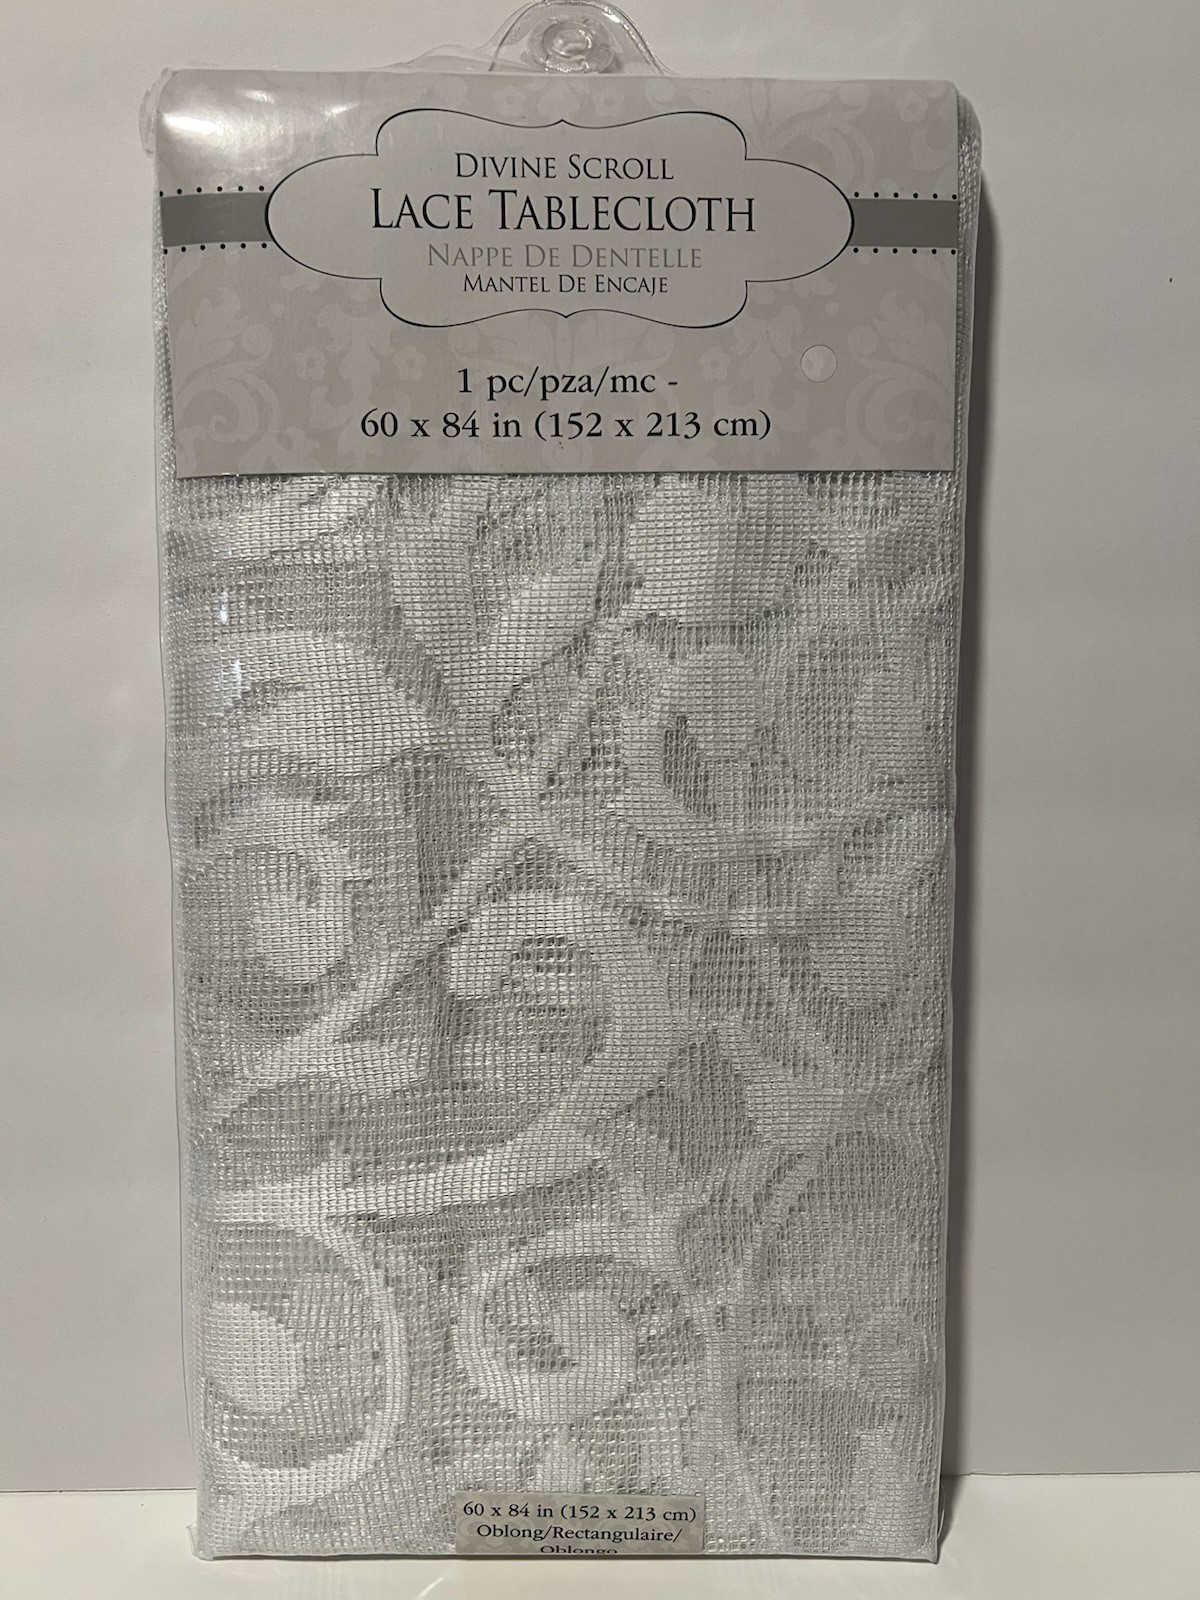 DIVINE SCROLL
LACE TABLECLOTH
NAPPE DE DENTELLE
MANTEL DE ENCAJE
1 pc/pza/mc -
60 x 84 in (152 x 213 cm)
60 x 84 in (152 x 213 cm)
Oblong/Rectangulaire/
Oblongo